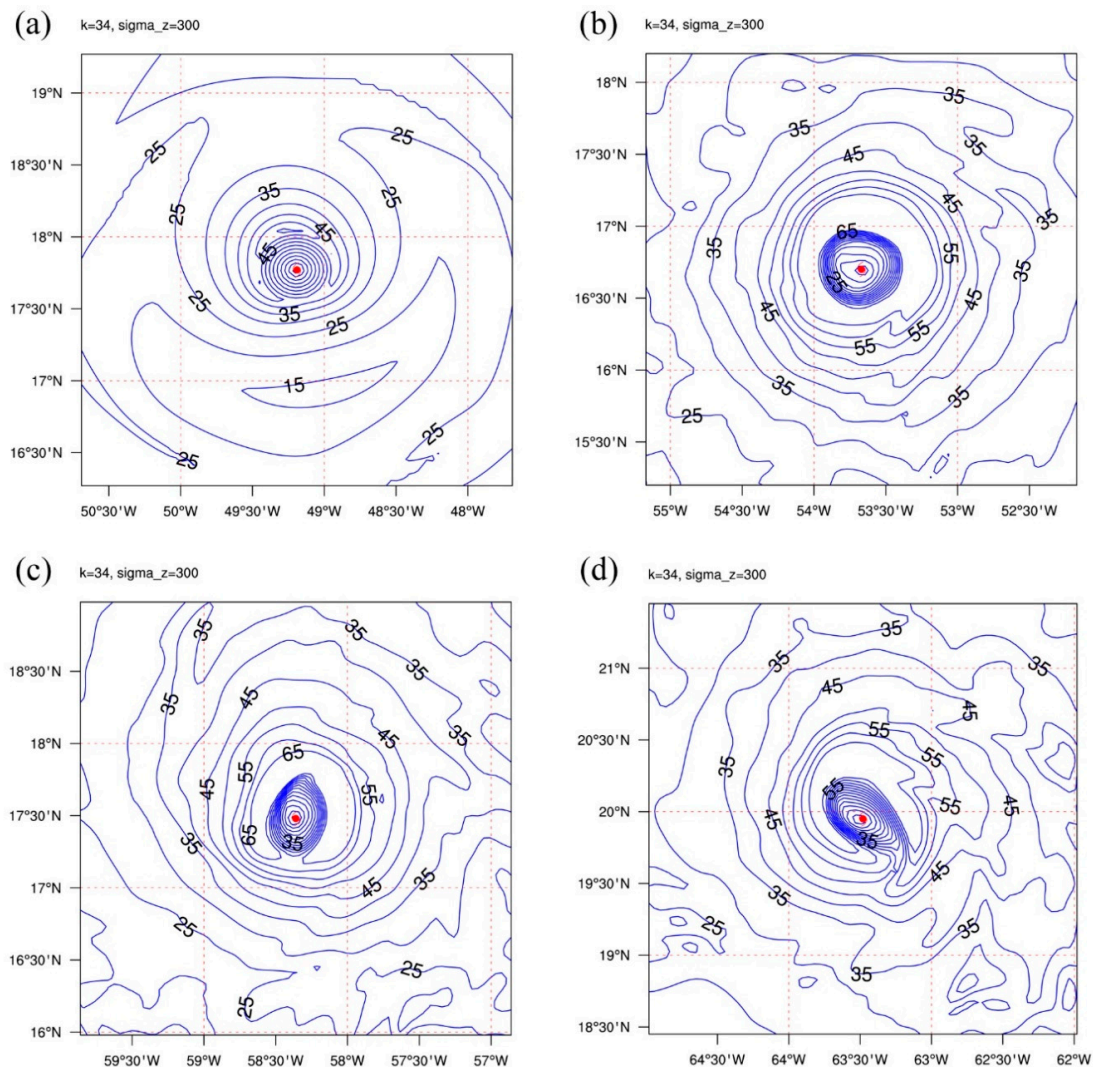 (a) k=34, sigma_z=300
19°N
18°30'N
18°N
17°30'N
17°N
16°30'N
50°30'W 50°W 49°30'W 49°W 48°30'W 48°W
25 25 25 35 25 25 45 45 25 35 25 15 25 25
(b) k=34, sigma_z=300
18°N
17°30'N
17°N
16°30'N
16°N
15°30'N
55°W 54°30'W 54°W 53°30'W 53°W 52°30'W
35 35 35 45 45 35 65 55 35 35 25 45 45 55 55 35 35 25
(c) k=34, sigma_z=300
18°30'N
18°N
17°30'N
17°N
16°30'N
16°N
59°30'W 59°W 58°30'W 58°W 57°30'W 57°W
35 35 35 35 45 45 35 65 55 45 55 65 35 35 45 35 25 25 25 25
(d) k=34, sigma_z=300
21°N
20°30'N
20°N
19°30'N
19°N
18°30'N
64°30'W 64°W 63°30'W 63°W 62°30'W 62°W
35 35 35 45 45 55 35 55 55 55 45 45 35 45 35 25 35 35